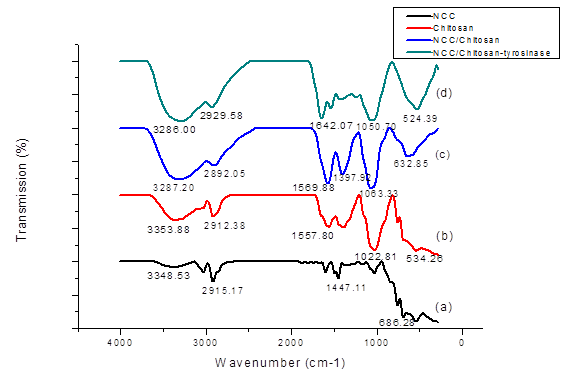 NCC
Chitosan
NCC/Chitosan
NCC/Chitosan-tyrosinase
Transmission (%)
(d)
3286.00
2929.58
1642.07
1050.70
524.39
(c)
3287.20
2892.05
1569.88
1397.92
1063.33
632.85
(b)
3353.88
2912.38
1557.80
1022.81
534.26
(a)
3348.53
2915.17
1447.11
686.28
4000 3000 2000 1000 0
Wavenumber (cm-1)